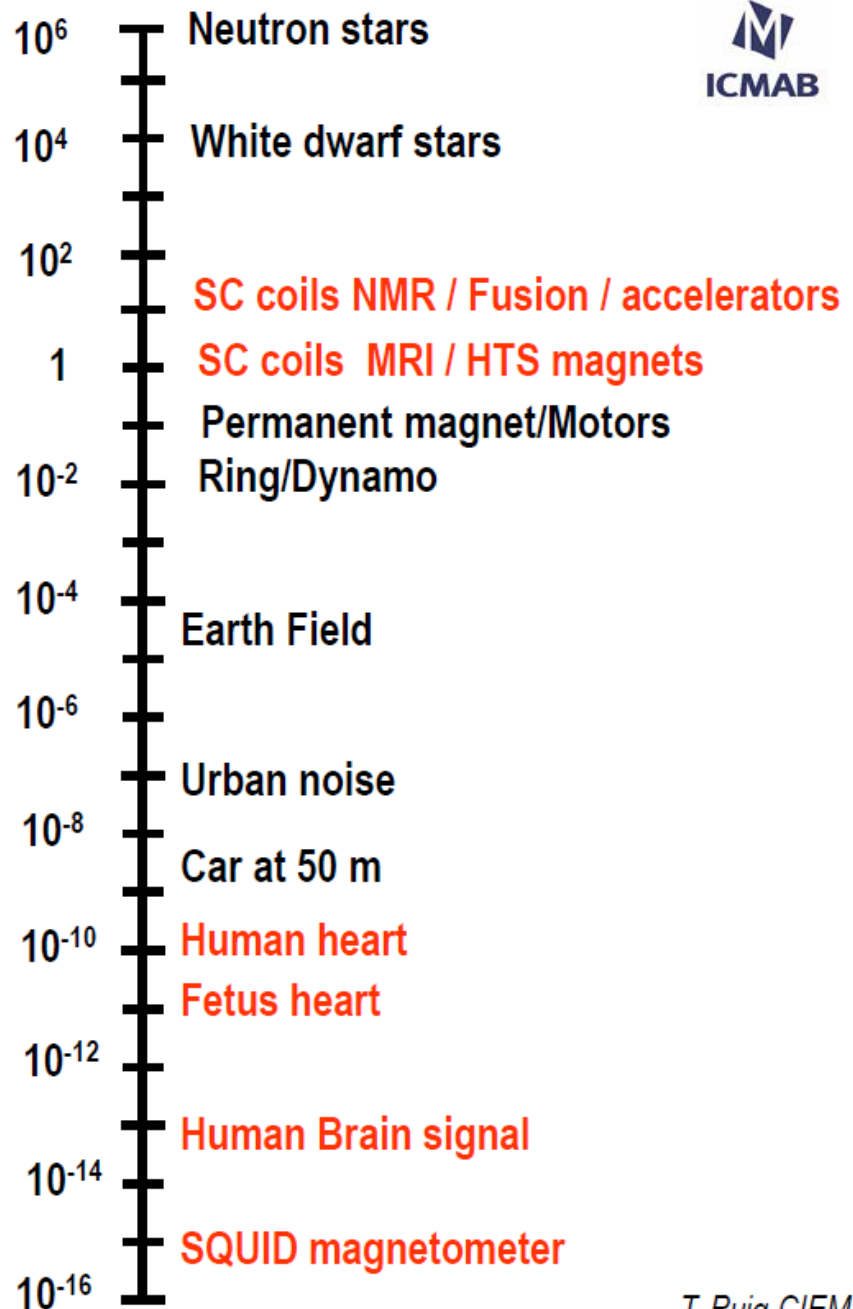 10⁶ Neutron stars
ICMAB
10⁴ White dwarf stars
10²
SC coils NMR / Fusion / accelerators
1 SC coils MRI / HTS magnets
Permanent magnet/Motors
10⁻² Ring/Dynamo
10⁻⁴
Earth Field
10⁻⁶
Urban noise
10⁻⁸
Car at 50 m
10⁻¹⁰ Human heart
Fetus heart
10⁻¹²
Human Brain signal
10⁻¹⁴
SQUID magnetometer
10⁻¹⁶
T. Puig CIEM